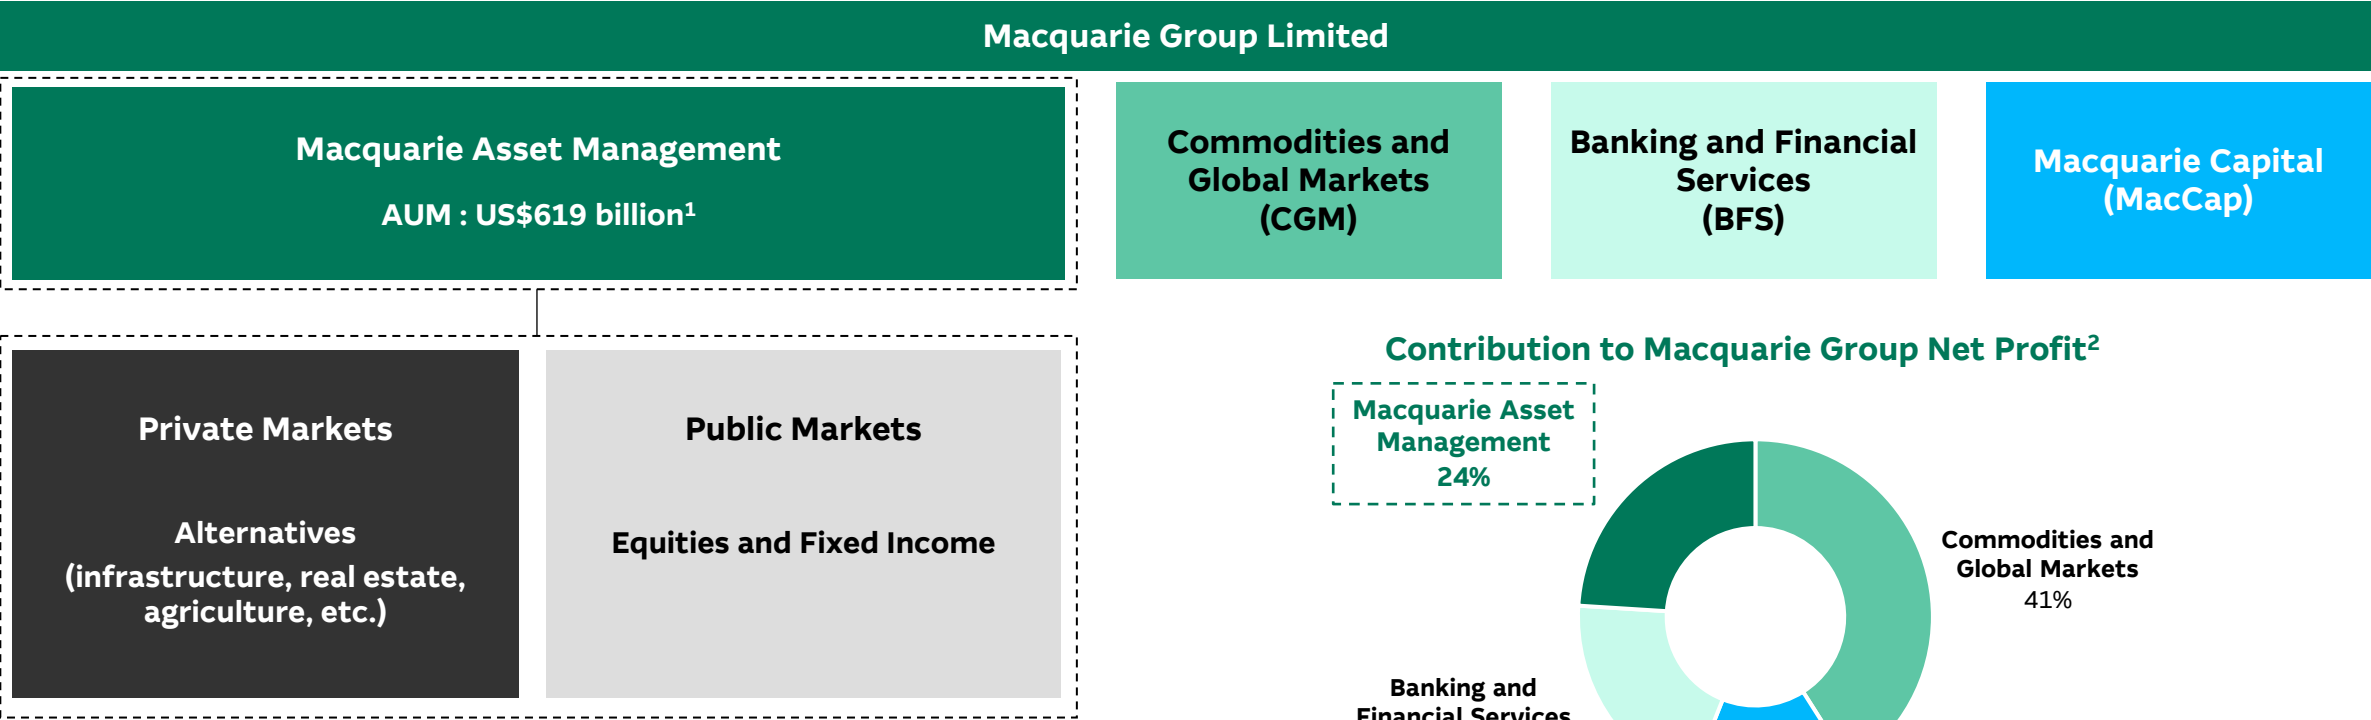 Macquarie Group Limited
Macquarie Asset Management
AUM : US$619 billion¹
Commodities and
Global Markets
(CGM)
Banking and Financial
Services
(BFS)
Macquarie Capital
(MacCap)
Private Markets
Alternatives
(infrastructure, real estate,
agriculture, etc.)
Public Markets
Equities and Fixed Income
Contribution to Macquarie Group Net Profit²
Macquarie Asset
Management
24%
Commodities and
Global Markets
41%
Banking and
Financial Services